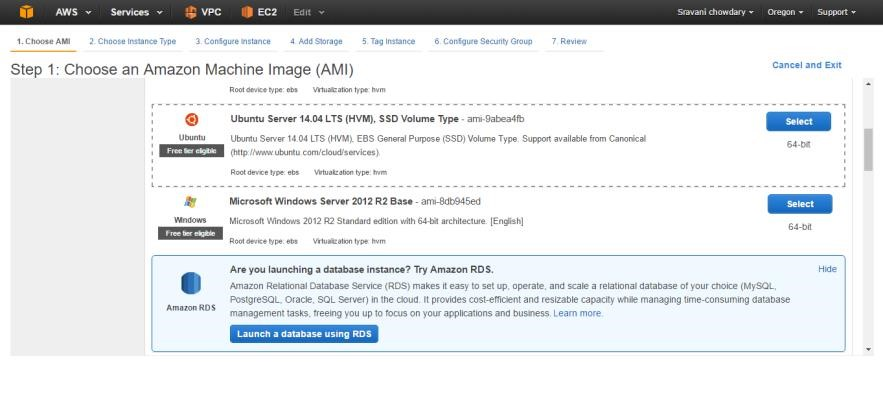 AWS Services VPC EC2 Edit Sravani chowdary Oregon Support
1. Choose AMI 2. Choose Instance Type 3. Configure Instance 4. Add Storage 5. Tag Instance 6. Configure Security Group 7. Review
Step 1: Choose an Amazon Machine Image (AMI) Cancel and Exit
Root device type: ebs Virtualization type: hvm
Ubuntu Server 14.04 LTS (HVM), SSD Volume Type - ami-9abea4fb Select
Ubuntu Ubuntu Server 14.04 LTS (HVM), EBS General Purpose (SSD) Volume Type. Support available from Canonical 64-bit
Free tier eligible (http://www.ubuntu.com/cloud/services).
Root device type: ebs Virtualization type: hvm
Microsoft Windows Server 2012 R2 Base - ami-8db945ed Select
Windows Microsoft Windows 2012 R2 Standard edition with 64-bit architecture. [English] 64-bit
Free tier eligible
Root device type: ebs Virtualization type: hvm
Are you launching a database instance? Try Amazon RDS. Hide
Amazon Relational Database Service (RDS) makes it easy to set up, operate, and scale a relational database of your choice (MySQL,
PostgreSQL, Oracle, SQL Server) in the cloud. It provides cost-efficient and resizable capacity while managing time-consuming database
Amazon RDS management tasks, freeing you up to focus on your applications and business. Learn more.
Launch a database using RDS